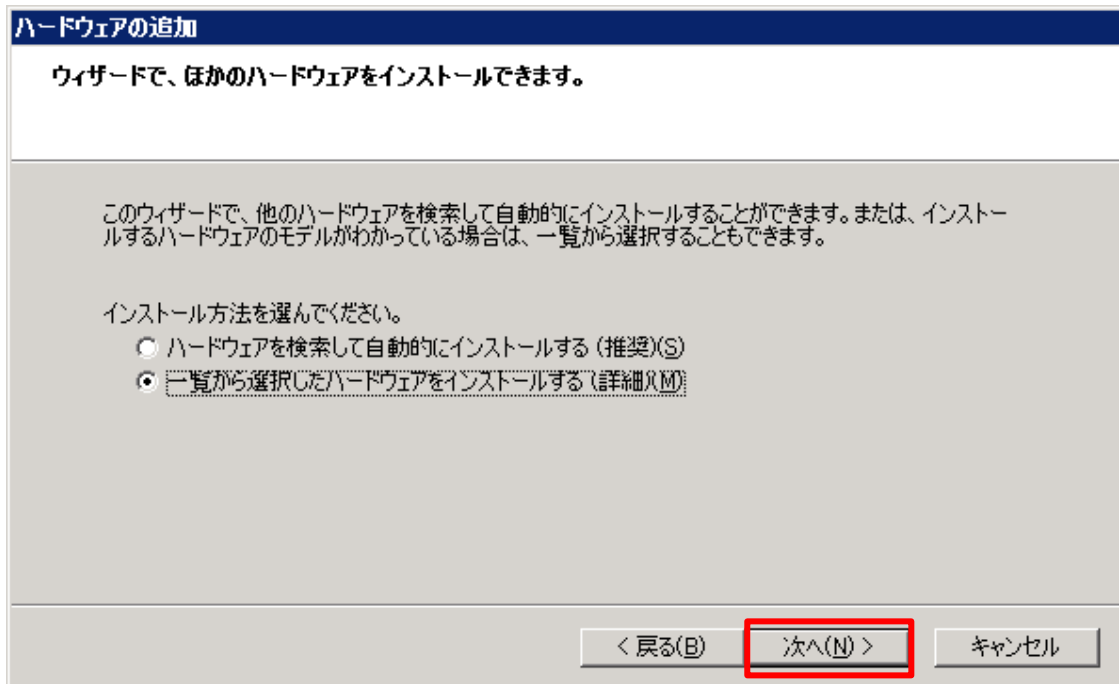 ハードウェアの追加
ウィザードで、ほかのハードウェアをインストールできます。
このウィザードで、他のハードウェアを検索して自動的にインストールすることができます。または、インストー
ルするハードウェアのモデルがわかっている場合は、一覧から選択することもできます。
インストール方法を選んでください。
ハードウェアを検索して自動的にインストールする (推奨)(S)
一覧から選択したハードウェアをインストールする (詳細)(M)
< 戻る(B) 次へ(N) > キャンセル